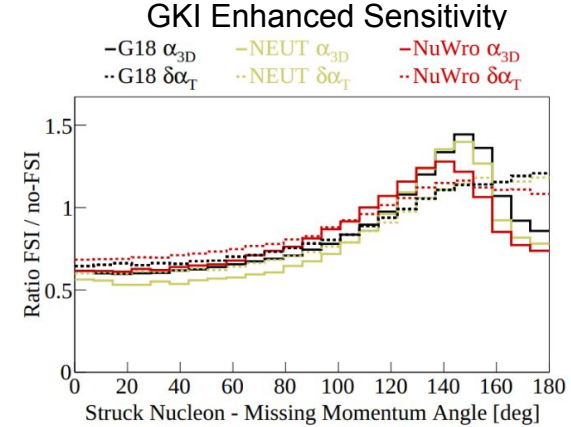 GKI Enhanced Sensitivity
G18 α3D NEUT α3D NuWro α3D
G18 δαT NEUT δαT NuWro δαT
Ratio FSI / no-FSI
1.5
1
0.5
0
0 20 40 60 80 100 120 140 160 180
Struck Nucleon - Missing Momentum Angle [deg]